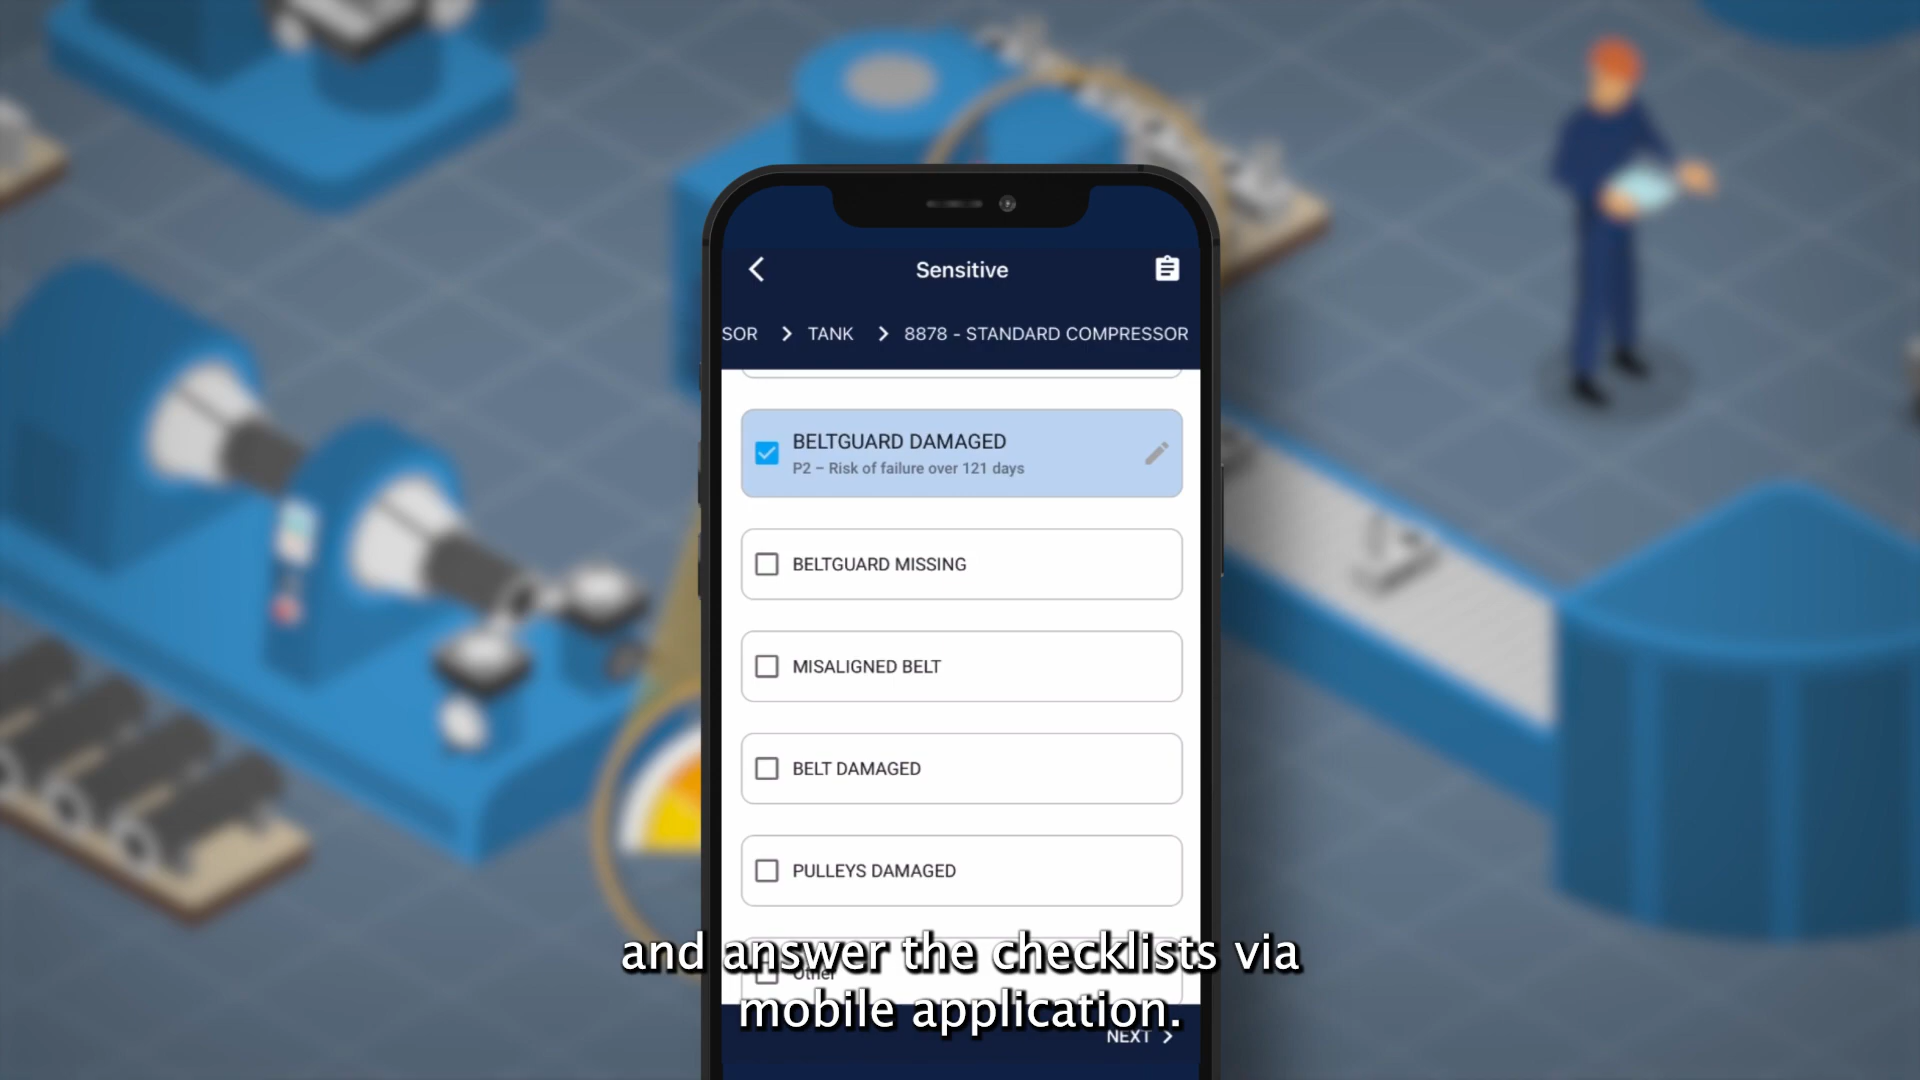 Sensitive
SOR > TANK > 8878 - STANDARD COMPRESSOR
BELTGUARD DAMAGED
P2 – Risk of failure over 121 days
BELTGUARD MISSING
MISALIGNED BELT
BELT DAMAGED
PULLEYS DAMAGED
Other
and answer the checklists via
mobile application.
NEXT >